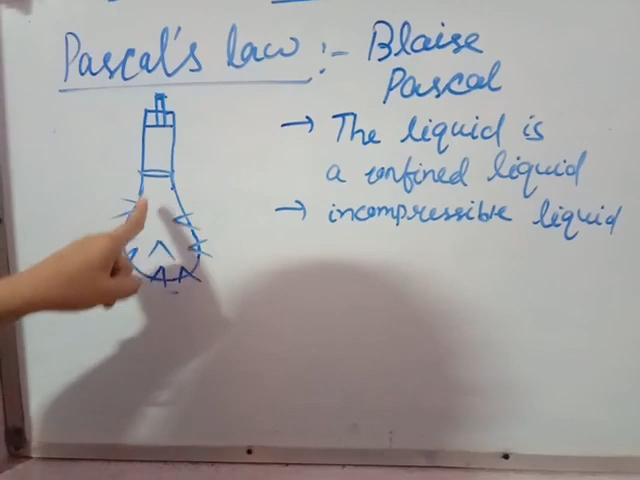 Pascal's law :- Blaise
Pascal
→ The liquid is
a confined liquid
→ incompressible liquid